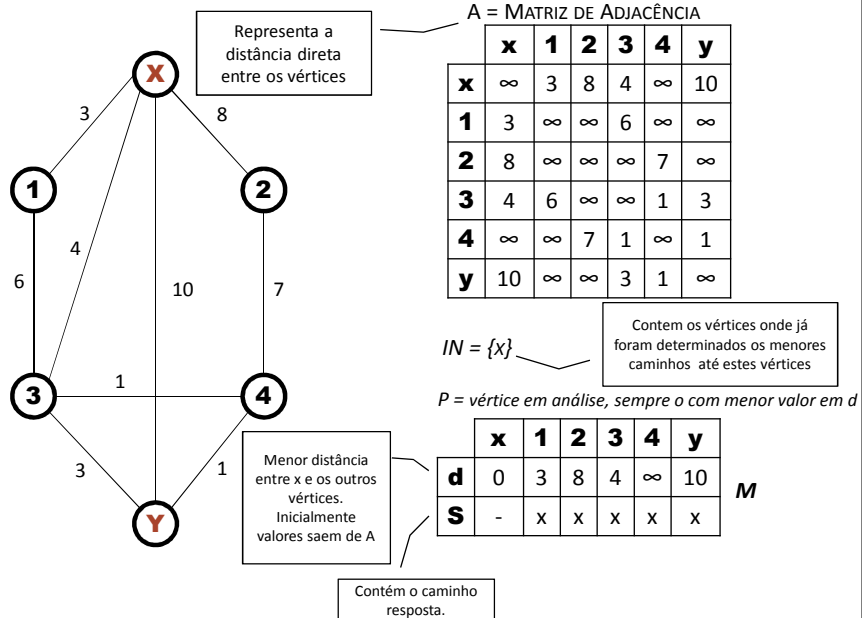 A = MATRIZ DE ADJACÊNCIA
Representa a
distância direta
entre os vértices
X
3
8
1
2
4
6
10
7
3
1
4
3
1
Y
x 1 2 3 4 y
x ∞ 3 8 4 ∞ 10
1 3 ∞ ∞ 6 ∞ ∞
2 8 ∞ ∞ ∞ 7 ∞
3 4 6 ∞ ∞ 1 3
4 ∞ ∞ 7 1 ∞ 1
y 10 ∞ ∞ 3 1 ∞
IN = {x}
Contem os vértices onde já
foram determinados os menores
caminhos até estes vértices
P = vértice em análise, sempre o com menor valor em d
Menor distância
entre x e os outros
vértices.
Inicialmente
valores saem de A
x 1 2 3 4 y
d 0 3 8 4 ∞ 10
S - x x x x x
M
Contém o caminho
resposta.